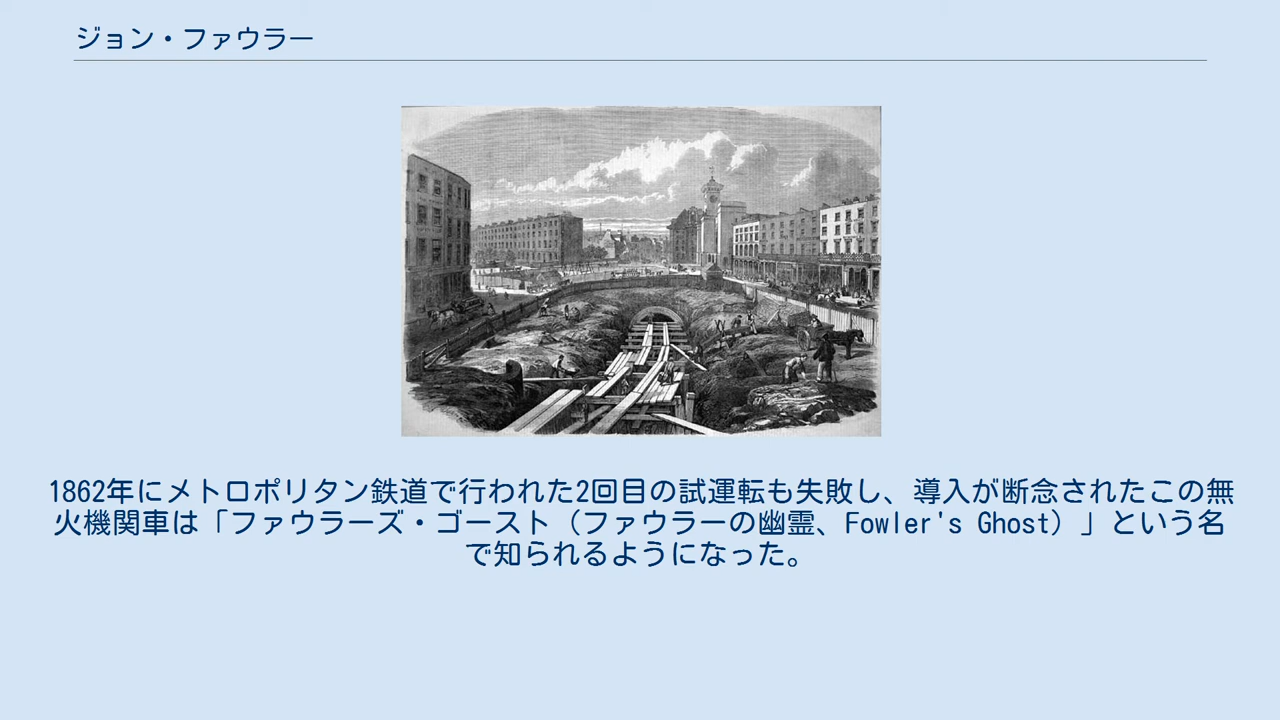 ジョン・ファウラー
1862年にメトロポリタン鉄道で行われた2回目の試運転も失敗し、導入が断念されたこの無
火機関車は「ファウラーズ・ゴースト（ファウラーの幽霊、Fowler's Ghost）」という名
で知られるようになった。